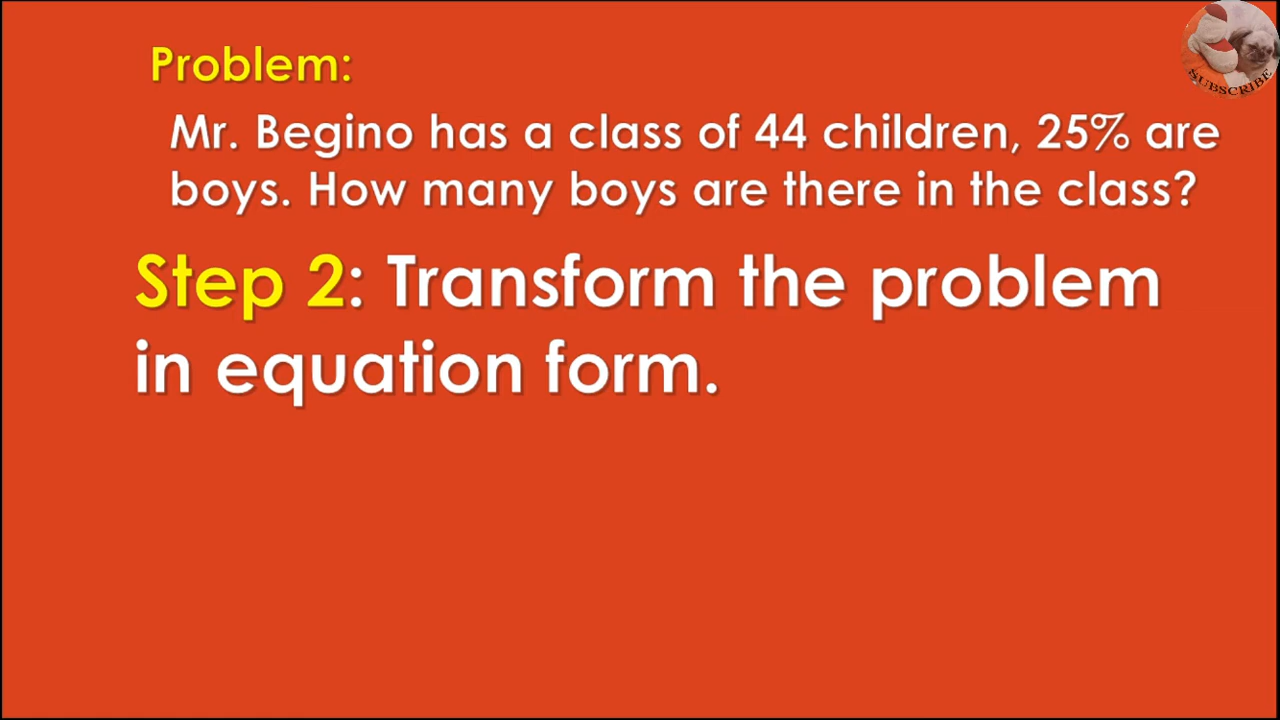 Problem:
Mr. Begino has a class of 44 children, 25% are
boys. How many boys are there in the class?
Step 2: Transform the problem
in equation form.
SUBSCRIBE